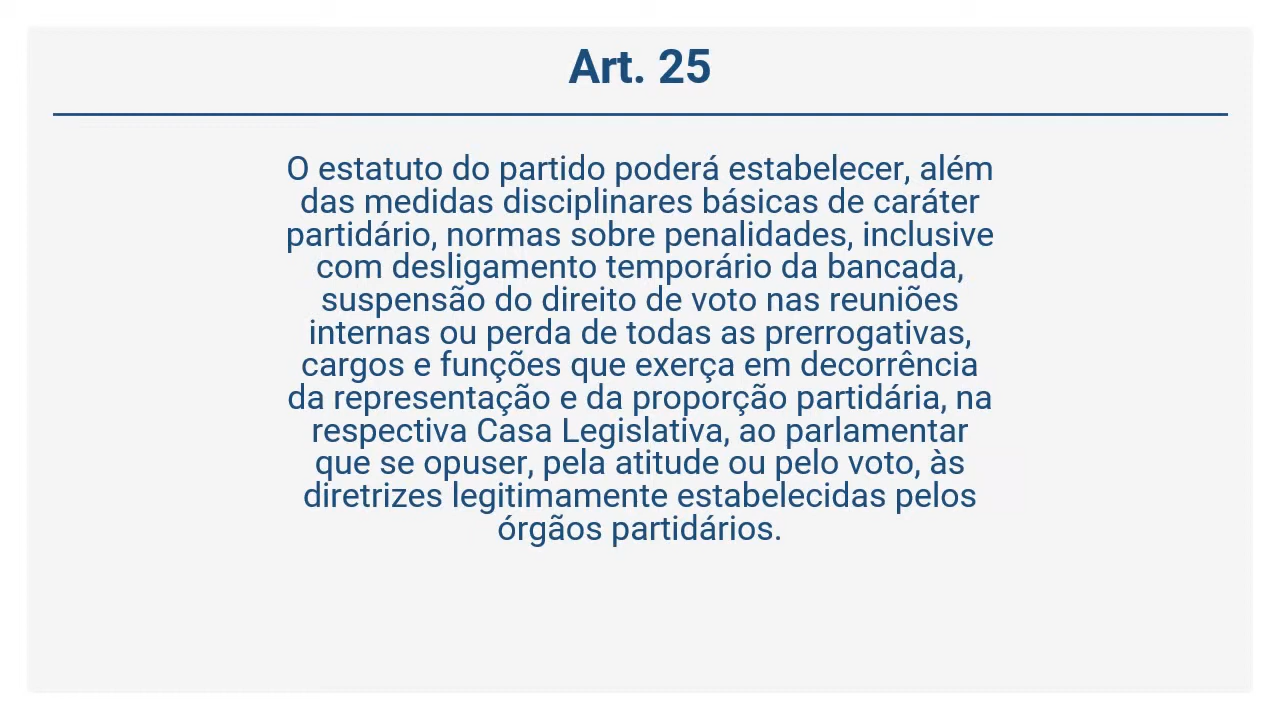 Art. 25
O estatuto do partido poderá estabelecer, além
das medidas disciplinares básicas de caráter
partidário, normas sobre penalidades, inclusive
com desligamento temporário da bancada,
suspensão do direito de voto nas reuniões
internas ou perda de todas as prerrogativas,
cargos e funções que exerça em decorrência
da representação e da proporção partidária, na
respectiva Casa Legislativa, ao parlamentar
que se opuser, pela atitude ou pelo voto, às
diretrizes legitimamente estabelecidas pelos
órgãos partidários.